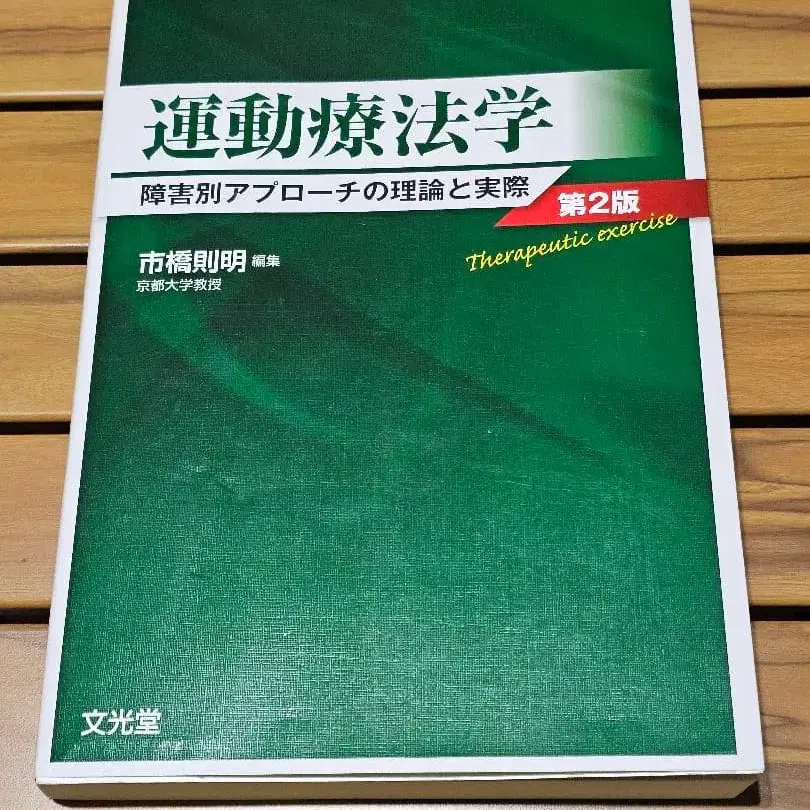 運動療法学
障害別アプローチの理論と実際
第2版
Therapeutic exercise
市橋則明 編集
京都大学教授
文光堂